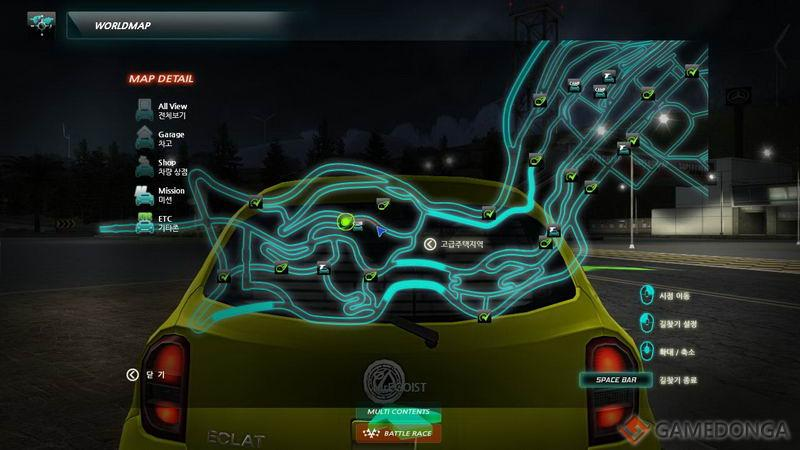 WORLDMAP
MAP DETAIL
All View
전체보기
Garage
차고
Shop
차량 상점
Mission
미션
ETC
기타존
고급주택지역
시점 이동
길찾기 설정
확대 / 축소
SPACE BAR 길찾기 종료
닫 기
MULTI CONTENTS
BATTLE RACE
ECLAT
GAMEDONGA